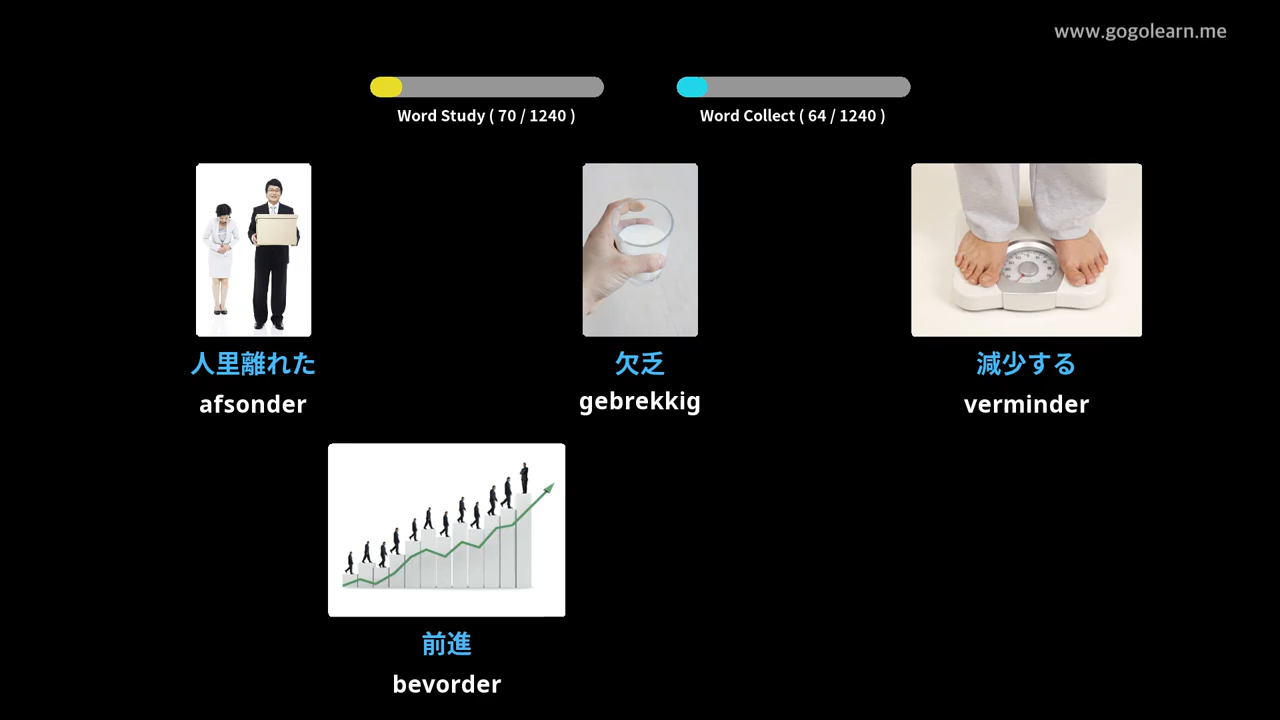 www.gogolearn.me
Word Study ( 70 / 1240 )
Word Collect ( 64 / 1240 )
人里離れた
afsonder
欠乏
gebrekkig
減少する
verminder
前進
bevorder